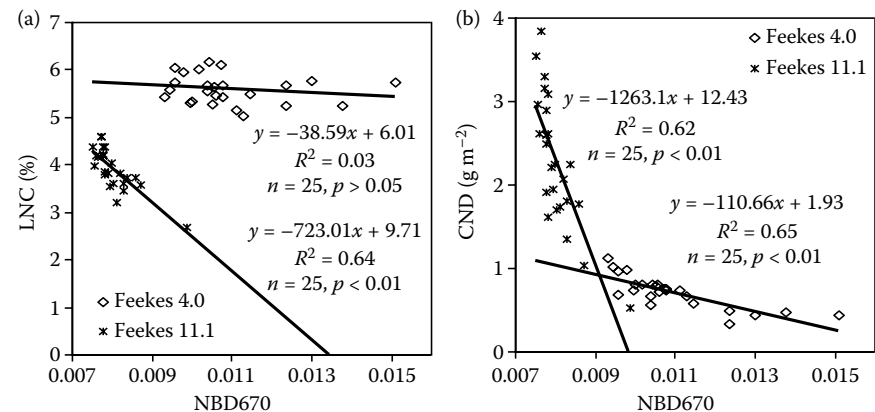 (a)
7
6
5
4
3
2
1
0
LNC (%)
y = −38.59x + 6.01
R² = 0.03
n = 25, p > 0.05
y = −723.01x + 9.71
R² = 0.64
n = 25, p < 0.01
Feekes 4.0
Feekes 11.1
0.007 0.009 0.011 0.013 0.015
NBD670
(b)
4
3
2
1
0
CND (g m⁻²)
Feekes 4.0
Feekes 11.1
y = −1263.1x + 12.43
R² = 0.62
n = 25, p < 0.01
y = −110.66x + 1.93
R² = 0.65
n = 25, p < 0.01
0.007 0.009 0.011 0.013 0.015
NBD670